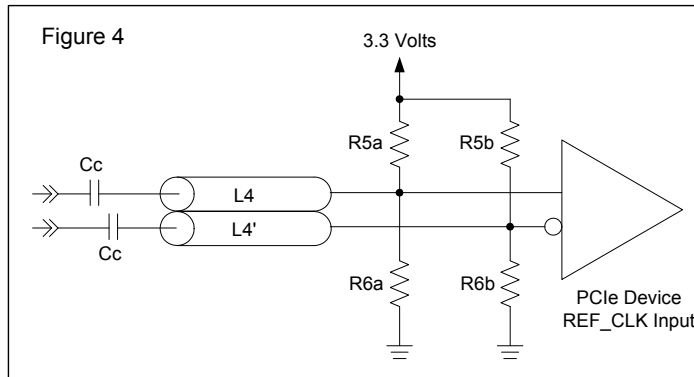 Figure 4
3.3 Volts
R5a
R5b
Cc
L4
L4'
Cc
R6a
R6b
PCIe Device
REF_CLK Input